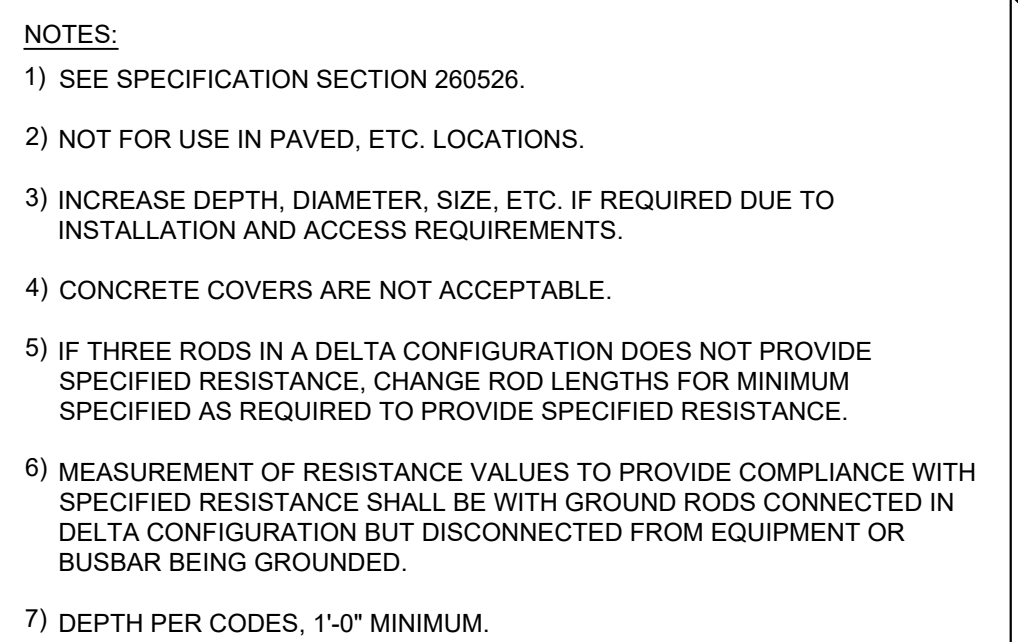 NOTES:
1) SEE SPECIFICATION SECTION 260526.
2) NOT FOR USE IN PAVED, ETC. LOCATIONS.
3) INCREASE DEPTH, DIAMETER, SIZE, ETC. IF REQUIRED DUE TO
INSTALLATION AND ACCESS REQUIREMENTS.
4) CONCRETE COVERS ARE NOT ACCEPTABLE.
5) IF THREE RODS IN A DELTA CONFIGURATION DOES NOT PROVIDE
SPECIFIED RESISTANCE, CHANGE ROD LENGTHS FOR MINIMUM
SPECIFIED AS REQUIRED TO PROVIDE SPECIFIED RESISTANCE.
6) MEASUREMENT OF RESISTANCE VALUES TO PROVIDE COMPLIANCE WITH
SPECIFIED RESISTANCE SHALL BE WITH GROUND RODS CONNECTED IN
DELTA CONFIGURATION BUT DISCONNECTED FROM EQUIPMENT OR
BUSBAR BEING GROUNDED.
7) DEPTH PER CODES, 1'-0" MINIMUM.